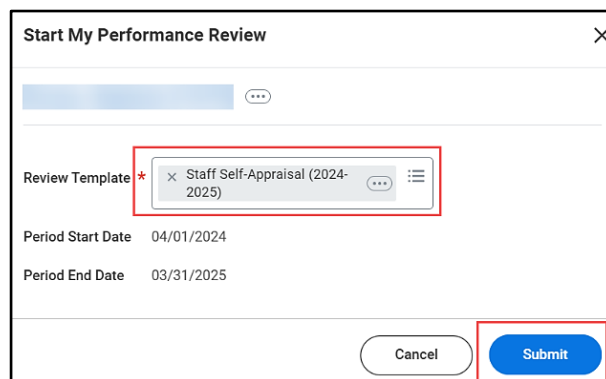 Start My Performance Review
Review Template * Staff Self-Appraisal (2024-
2025)
Period Start Date 04/01/2024
Period End Date 03/31/2025
Cancel Submit